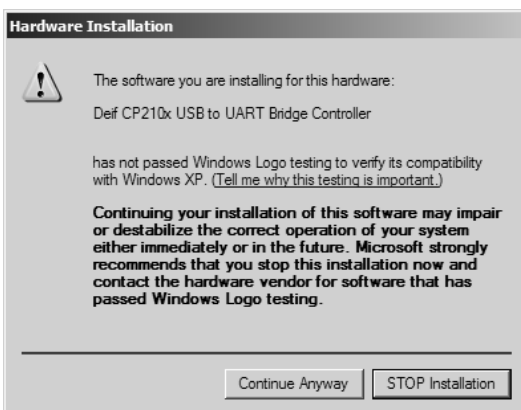 Hardware Installation
The software you are installing for this hardware:
Deif CP210x USB to UART Bridge Controller
has not passed Windows Logo testing to verify its compatibility
with Windows XP. (Tell me why this testing is important.)
Continuing your installation of this software may impair
or destabilize the correct operation of your system
either immediately or in the future. Microsoft strongly
recommends that you stop this installation now and
contact the hardware vendor for software that has
passed Windows Logo testing.
Continue Anyway
STOP Installation